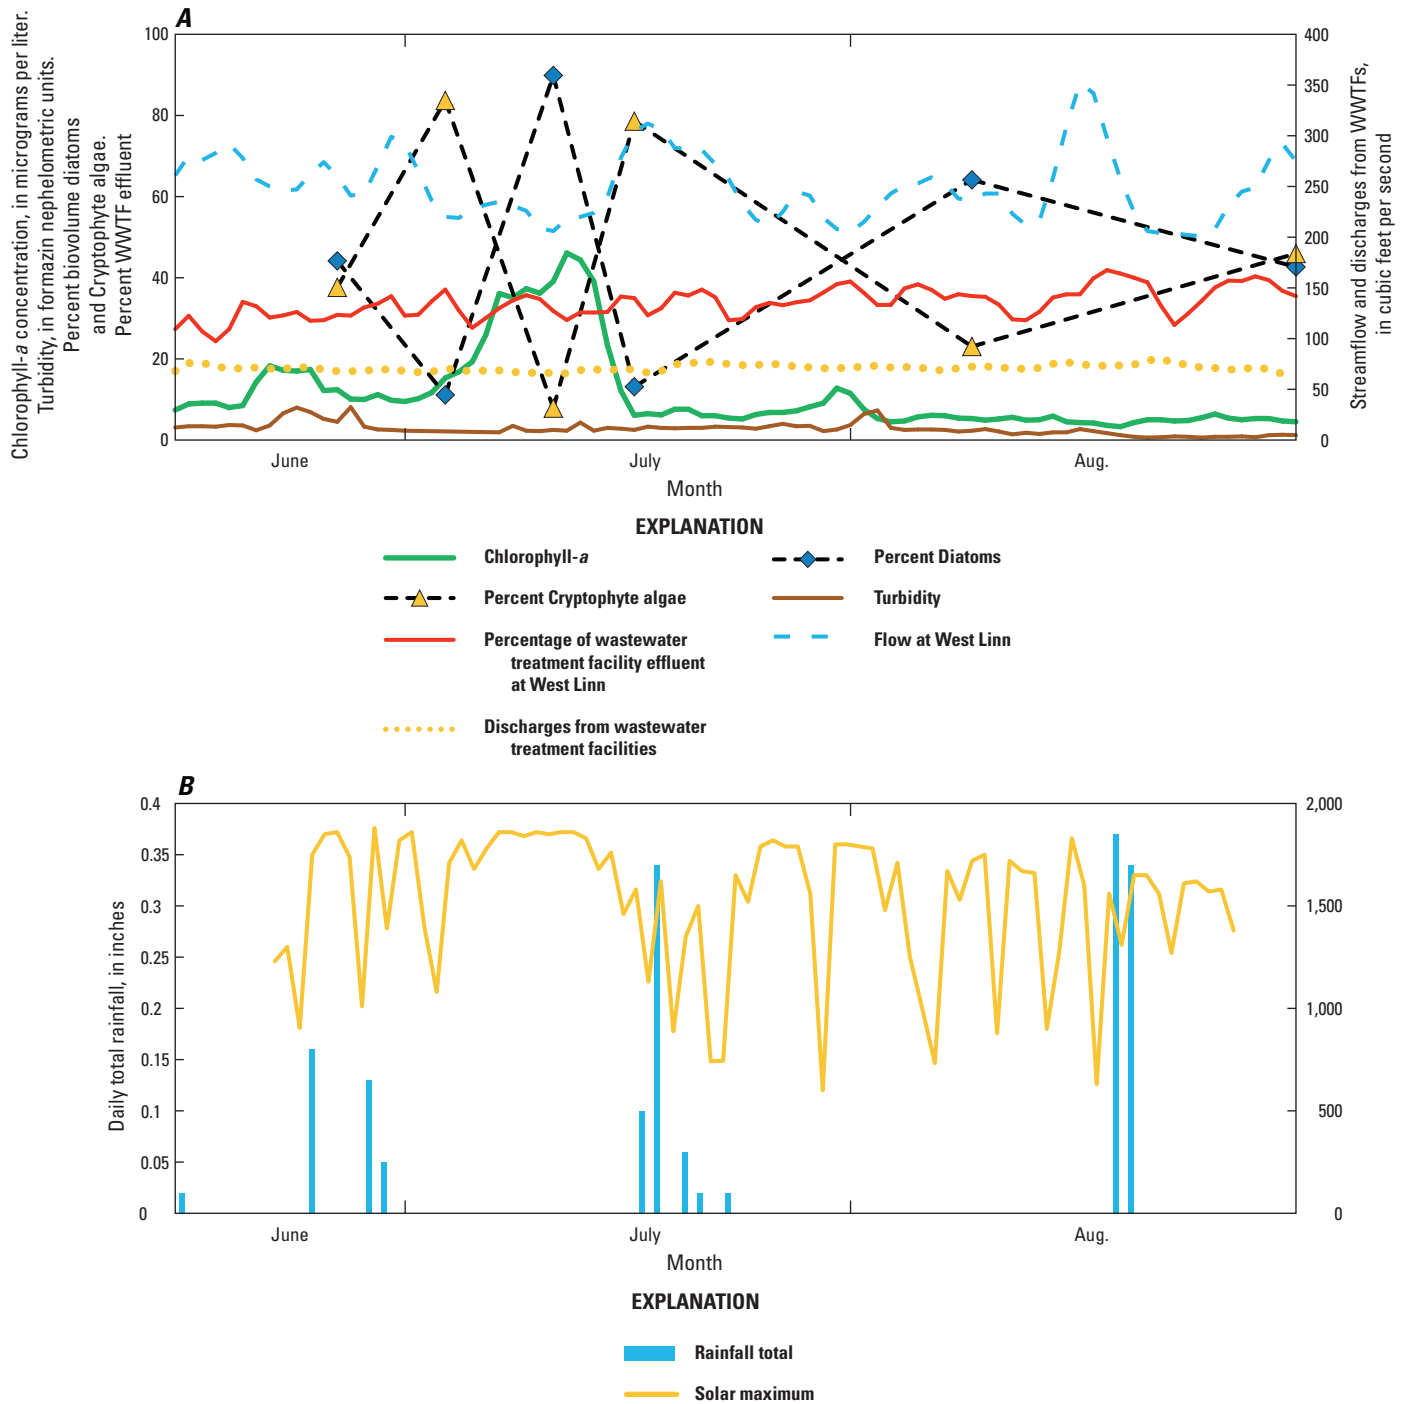 A
Chlorophyll-a concentration, in micrograms per liter.
Turbidity, in formazin nephelometric units.
Percent biovolume diatoms
and Cryptophyte algae.
Percent WWTF effluent
100
80
60
40
20
0
400
350
300
250
200
150
100
50
0
Streamflow and discharges from WWTFs,
in cubic feet per second
June July Aug.
Month
EXPLANATION
Chlorophyll-a
Percent Diatoms
Percent Cryptophyte algae
Turbidity
Percentage of wastewater
treatment facility effluent
at West Linn
Flow at West Linn
Discharges from wastewater
treatment facilities
B
Daily total rainfall, in inches
0.4
0.35
0.3
0.25
0.2
0.15
0.1
0.05
0
2,000
1,500
1,000
500
0
June July Aug.
Month
EXPLANATION
Rainfall total
Solar maximum